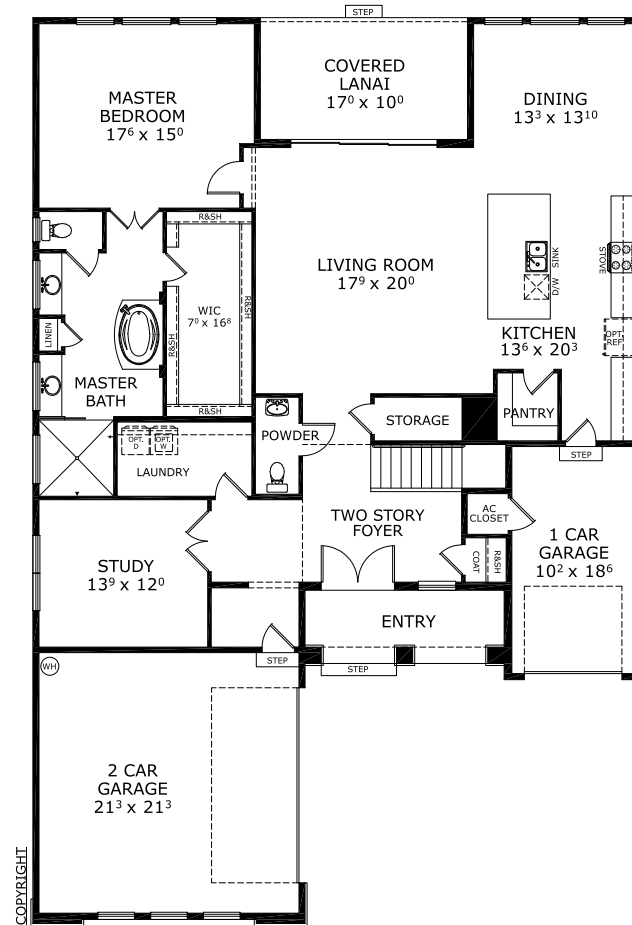 STEP
COVERED
LANAI
17⁰ x 10⁰
MASTER
BEDROOM
17⁶ x 15⁰
DINING
13³ x 13¹⁰
R&SH
LIVING ROOM
17⁹ x 20⁰
SINK
D/W
STOVE
WIC
7⁰ x 16⁸
R&SH
R&SH
LINEN
KITCHEN
13⁶ x 20³
OPT.
REF
MASTER
BATH
R&SH
STORAGE
PANTRY
POWDER
OPT.
D
OPT.
W
LAUNDRY
STEP
TWO STORY
FOYER
AC
CLOSET
1 CAR
GARAGE
10² x 18⁶
COAT
R&SH
STUDY
13⁹ x 12⁰
ENTRY
WH
STEP
STEP
2 CAR
GARAGE
21³ x 21³
COPYRIGHT